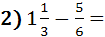 2) 1 1/3 − 5/6 =